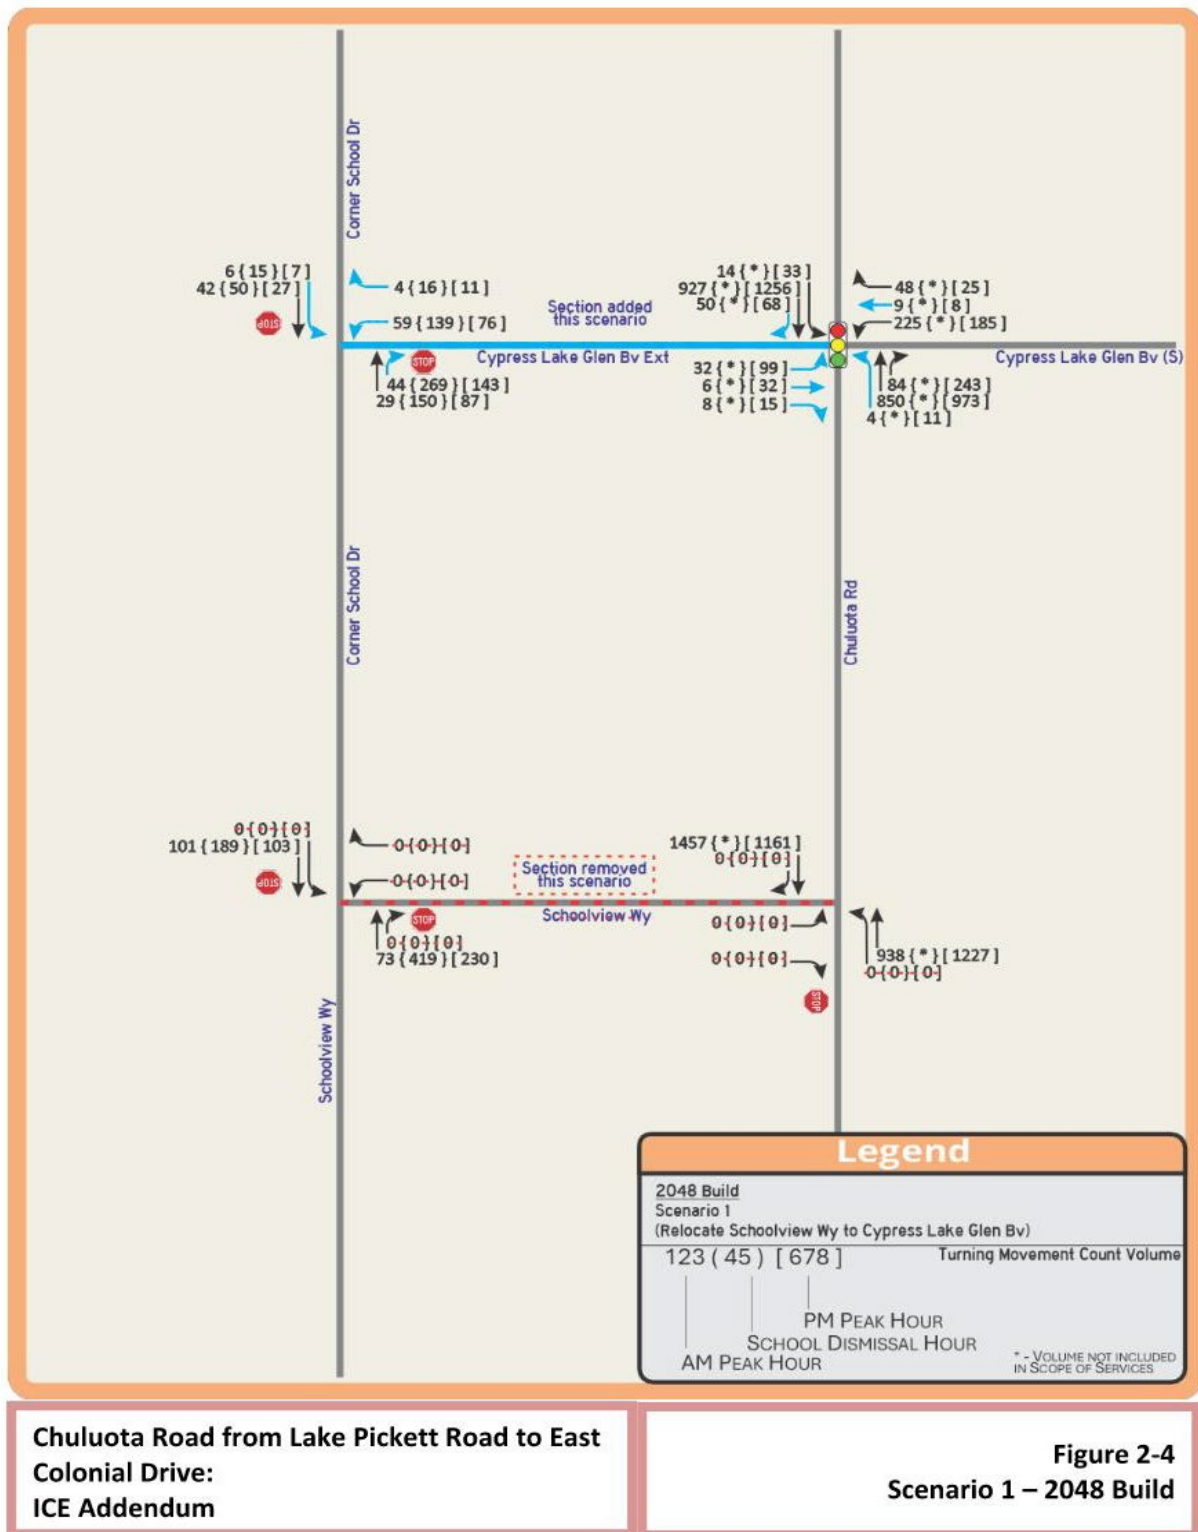 Corner School Dr
6 { 15 } [ 7 ]
42 { 50 } [ 27 ]
STOP
4 { 16 } [ 11 ]
59 { 139 } [ 76 ]
Section added
this scenario
14 { * } [ 33 ]
927 { * } [ 1256 ]
50 { * } [ 68 ]
48 { * } [ 25 ]
9 { * } [ 8 ]
225 { * } [ 185 ]
Cypress Lake Glen Bv Ext
Cypress Lake Glen Bv (S)
STOP
44 { 269 } [ 143 ]
29 { 150 } [ 87 ]
32 { * } [ 99 ]
6 { * } [ 32 ]
8 { * } [ 15 ]
84 { * } [ 243 ]
850 { * } [ 973 ]
4 { * } [ 11 ]
Corner School Dr
Chuluota Rd
0 { 0 } [ 0 ]
101 { 189 } [ 103 ]
STOP
0 { 0 } [ 0 ]
0 { 0 } [ 0 ]
Section removed
this scenario
1457 { * } [ 1161 ]
0 { 0 } [ 0 ]
Schoolview Wy
STOP
0 { 0 } [ 0 ]
73 { 419 } [ 230 ]
0 { 0 } [ 0 ]
0 { 0 } [ 0 ]
STOP
938 { * } [ 1227 ]
0 { 0 } [ 0 ]
Schoolview Wy
Legend
2048 Build
Scenario 1
(Relocate Schoolview Wy to Cypress Lake Glen Bv)
123 ( 45 ) [ 678 ]
Turning Movement Count Volume
PM PEAK HOUR
SCHOOL DISMISSAL HOUR
AM PEAK HOUR
* - VOLUME NOT INCLUDED
IN SCOPE OF SERVICES
Chuluota Road from Lake Pickett Road to East
Colonial Drive:
ICE Addendum
Figure 2-4
Scenario 1 – 2048 Build